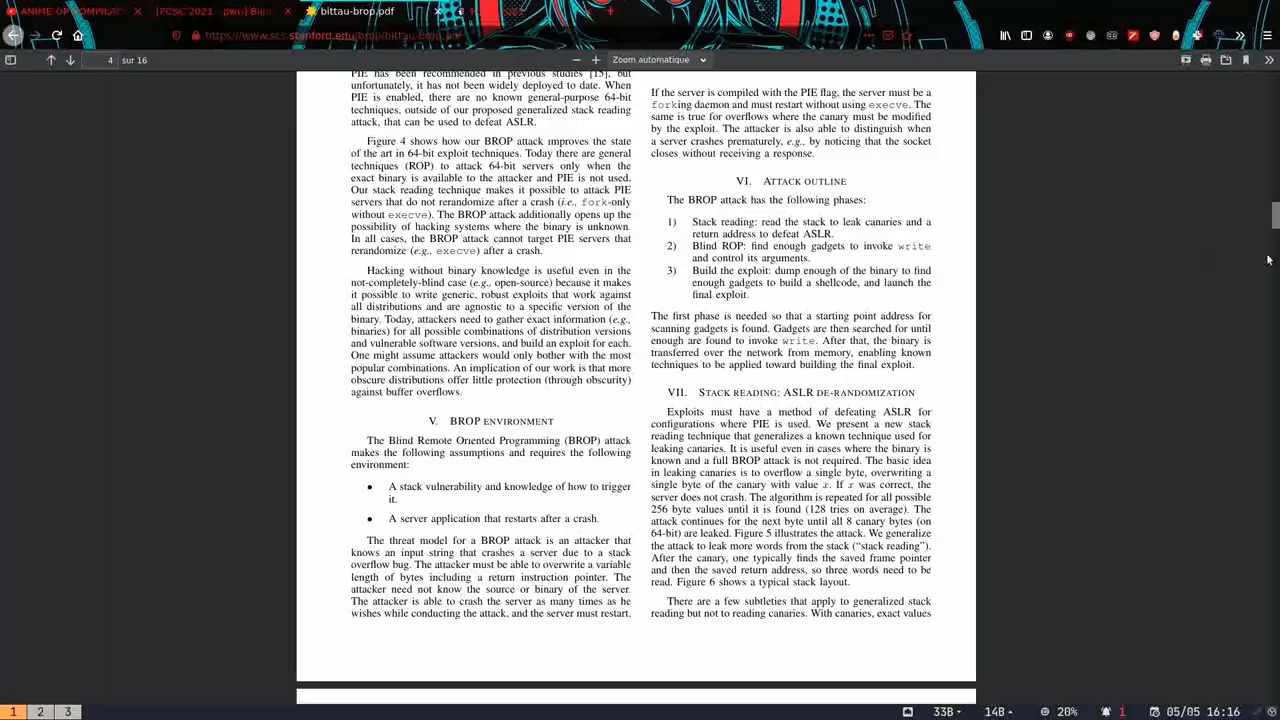 ANIME OP COMPILAT
[FCSC 2021
pwn] Blin
bittau-brop.pdf
https://www.scs.stanford.edu/brop/bittau-brop.pdf
4 sur 16
Zoom automatique
PIE has been recommended in previous studies [15], but
unfortunately, it has not been widely deployed to date. When
PIE is enabled, there are no known general-purpose 64-bit
techniques, outside of our proposed generalized stack reading
attack, that can be used to defeat ASLR.
Figure 4 shows how our BROP attack improves the state
of the art in 64-bit exploit techniques. Today there are general
techniques (ROP) to attack 64-bit servers only when the
exact binary is available to the attacker and PIE is not used.
Our stack reading technique makes it possible to attack PIE
servers that do not rerandomize after a crash (i.e., fork-only
without execve). The BROP attack additionally opens up the
possibility of hacking systems where the binary is unknown.
In all cases, the BROP attack cannot target PIE servers that
rerandomize (e.g., execve) after a crash.
Hacking without binary knowledge is useful even in the
not-completely-blind case (e.g., open-source) because it makes
it possible to write generic, robust exploits that work against
all distributions and are agnostic to a specific version of the
binary. Today, attackers need to gather exact information (e.g.,
binaries) for all possible combinations of distribution versions
and vulnerable software versions, and build an exploit for each.
One might assume attackers would only bother with the most
popular combinations. An implication of our work is that more
obscure distributions offer little protection (through obscurity)
against buffer overflows.
V. BROP ENVIRONMENT
The Blind Remote Oriented Programming (BROP) attack
makes the following assumptions and requires the following
environment:
• A stack vulnerability and knowledge of how to trigger
it.
• A server application that restarts after a crash.
The threat model for a BROP attack is an attacker that
knows an input string that crashes a server due to a stack
overflow bug. The attacker must be able to overwrite a variable
length of bytes including a return instruction pointer. The
attacker need not know the source or binary of the server.
The attacker is able to crash the server as many times as he
wishes while conducting the attack, and the server must restart.
If the server is compiled with the PIE flag, the server must be a
forking daemon and must restart without using execve. The
same is true for overflows where the canary must be modified
by the exploit. The attacker is also able to distinguish when
a server crashes prematurely, e.g., by noticing that the socket
closes without receiving a response.
VI. ATTACK OUTLINE
The BROP attack has the following phases:
1) Stack reading: read the stack to leak canaries and a
return address to defeat ASLR.
2) Blind ROP: find enough gadgets to invoke write
and control its arguments.
3) Build the exploit: dump enough of the binary to find
enough gadgets to build a shellcode, and launch the
final exploit.
The first phase is needed so that a starting point address for
scanning gadgets is found. Gadgets are then searched for until
enough are found to invoke write. After that, the binary is
transferred over the network from memory, enabling known
techniques to be applied toward building the final exploit.
VII. STACK READING: ASLR DE-RANDOMIZATION
Exploits must have a method of defeating ASLR for
configurations where PIE is used. We present a new stack
reading technique that generalizes a known technique used for
leaking canaries. It is useful even in cases where the binary is
known and a full BROP attack is not required. The basic idea
in leaking canaries is to overflow a single byte, overwriting a
single byte of the canary with value x. If x was correct, the
server does not crash. The algorithm is repeated for all possible
256 byte values until it is found (128 tries on average). The
attack continues for the next byte until all 8 canary bytes (on
64-bit) are leaked. Figure 5 illustrates the attack. We generalize
the attack to leak more words from the stack (“stack reading”).
After the canary, one typically finds the saved frame pointer
and then the saved return address, so three words need to be
read. Figure 6 shows a typical stack layout.
There are a few subtleties that apply to generalized stack
reading but not to reading canaries. With canaries, exact values
1 2 3
33B
14B
20%
1
05/05 16:16